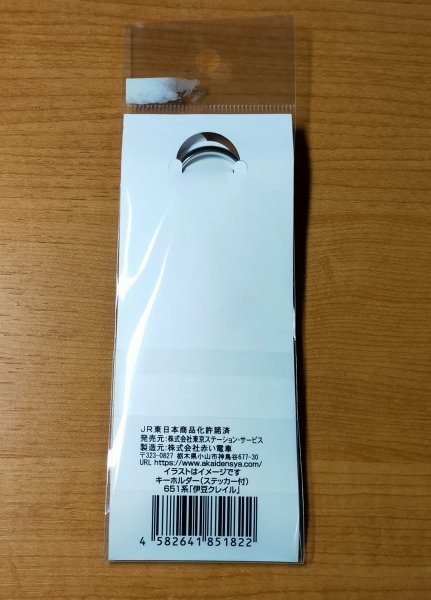 JR東日本商品化許諾済
発売元:株式会社東京ステーション・サービス
製造元:株式会社赤い電車
〒323-0827 栃木県小山市神鳥谷677-30
URL https://www.akaidensya.com/
イラストはイメージです
キーホルダー(ステッカー付)
651系「伊豆クレイル」
4 582641 851822